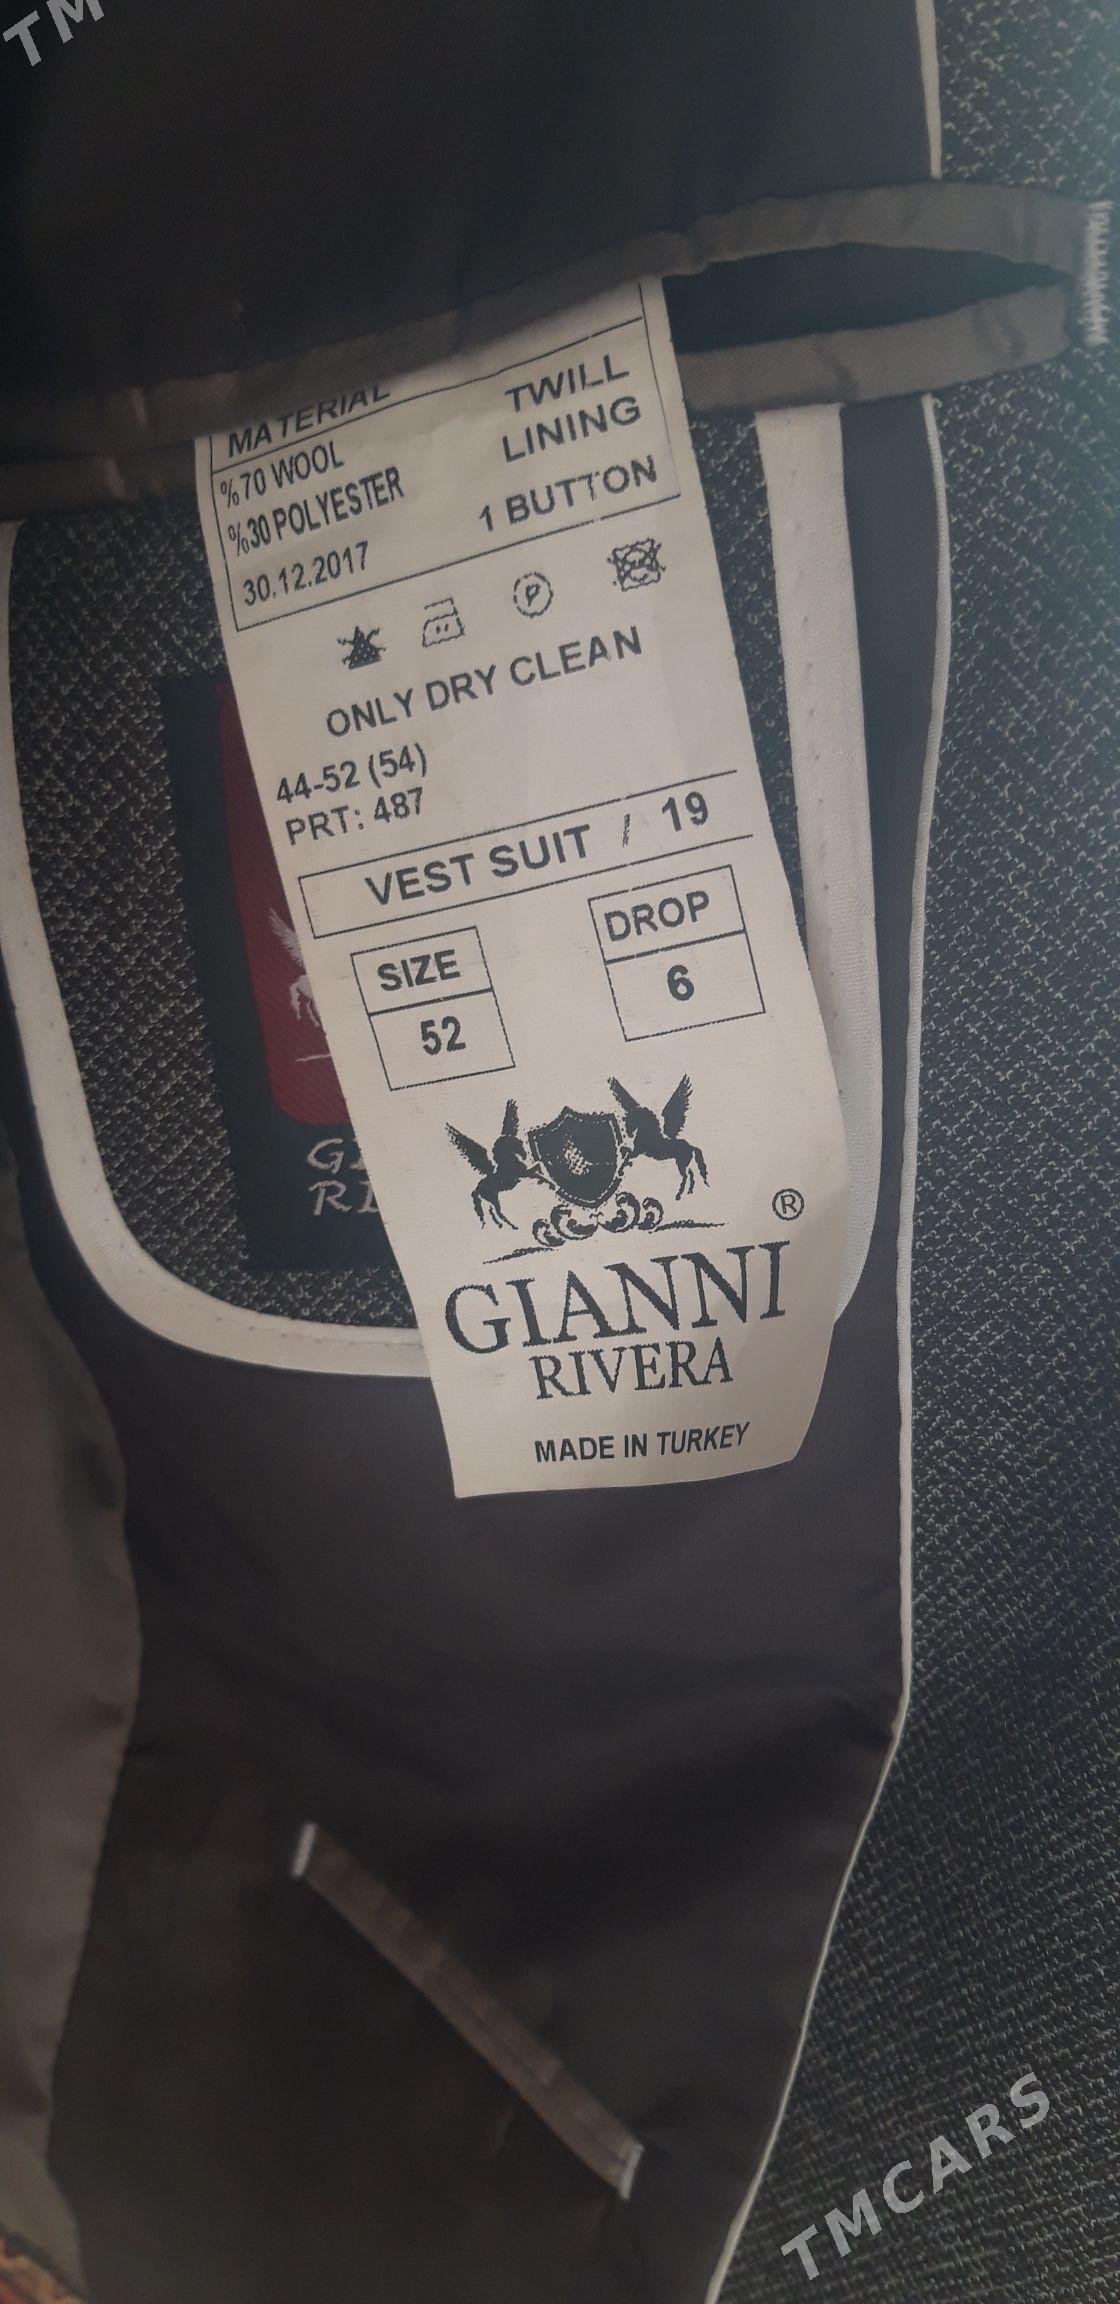 TM
MATERIAL
TWILL
LINING
%70 WOOL
%30 POLYESTER
1 BUTTON
30.12.2017
P
ONLY DRY CLEAN
44-52 (54)
PRT: 487
VEST SUIT / 19
SIZE
DROP
52
6
®
GIANNI
RIVERA
MADE IN TURKEY
TMCARS